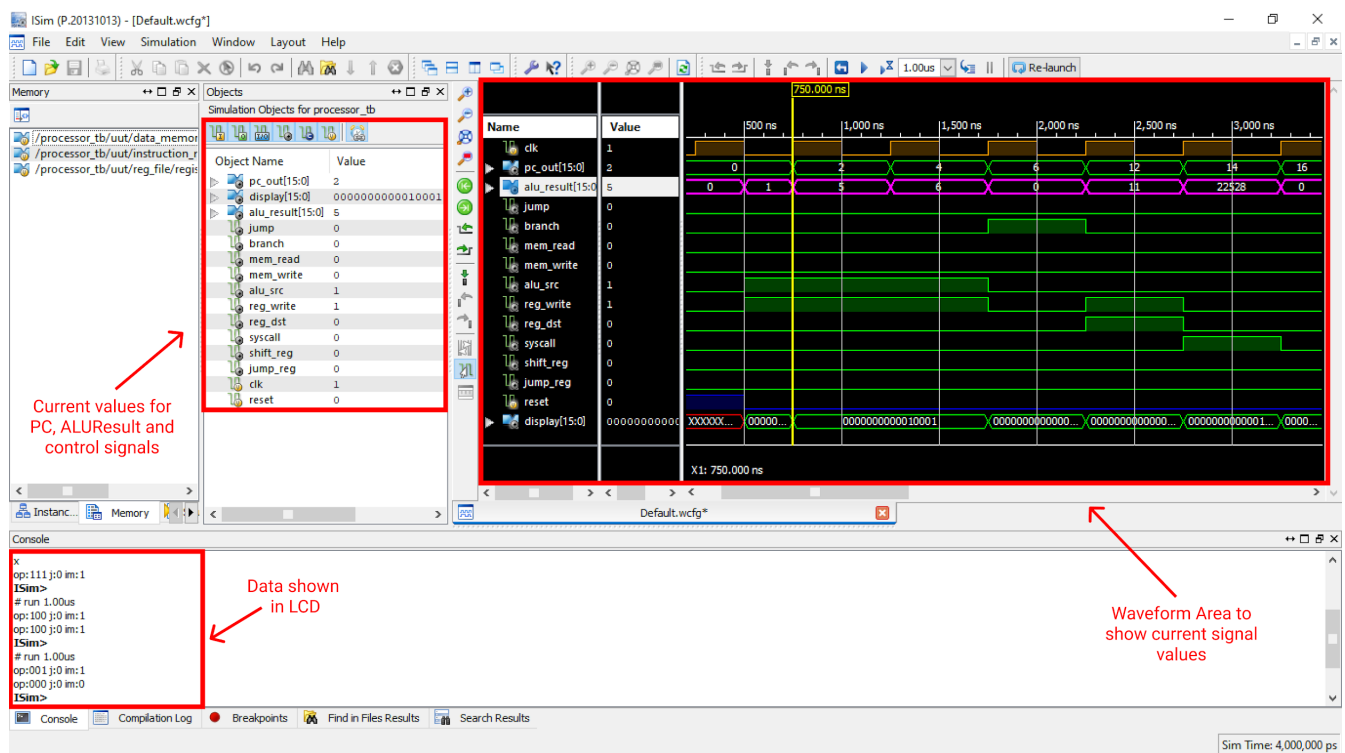 ISim (P.20131013) - [Default.wcfg*]
File Edit View Simulation Window Layout Help
1.00us
Re-launch
Memory
/processor_tb/uut/data_memor
/processor_tb/uut/instruction_r
/processor_tb/uut/reg_file/regis
Instanc... Memory
Objects
Simulation Objects for processor_tb
Object Name Value
pc_out[15:0] 2
display[15:0] 0000000000010001
alu_result[15:0] 5
jump 0
branch 0
mem_read 0
mem_write 0
alu_src 1
reg_write 1
reg_dst 0
syscall 0
shift_reg 0
jump_reg 0
clk 1
reset 0
Current values for
PC, ALUResult and
control signals
750.000 ns
Name Value
500 ns 1,000 ns 1,500 ns 2,000 ns 2,500 ns 3,000 ns
clk 1
pc_out[15:0] 2 0 2 4 6 12 14 16
alu_result[15:0 5 0 1 5 6 0 11 22528 0
jump 0
branch 0
mem_read 0
mem_write 0
alu_src 1
reg_write 1
reg_dst 0
syscall 0
shift_reg 0
jump_reg 0
reset 0
display[15:0] 00000000000 XXXXXX... 00000... 0000000000010001 0000000000000... 0000000000000... 000000000001... 0000...
X1: 750.000 ns
Default.wcfg*
Console
x
op:111 j:0 im:1
ISim>
# run 1.00us
op:100 j:0 im:1
op:100 j:0 im:1
ISim>
# run 1.00us
op:001 j:0 im:1
op:000 j:0 im:0
ISim>
Data shown
in LCD
Waveform Area to
show current signal
values
Console Compilation Log Breakpoints Find in Files Results Search Results
Sim Time: 4,000,000 ps